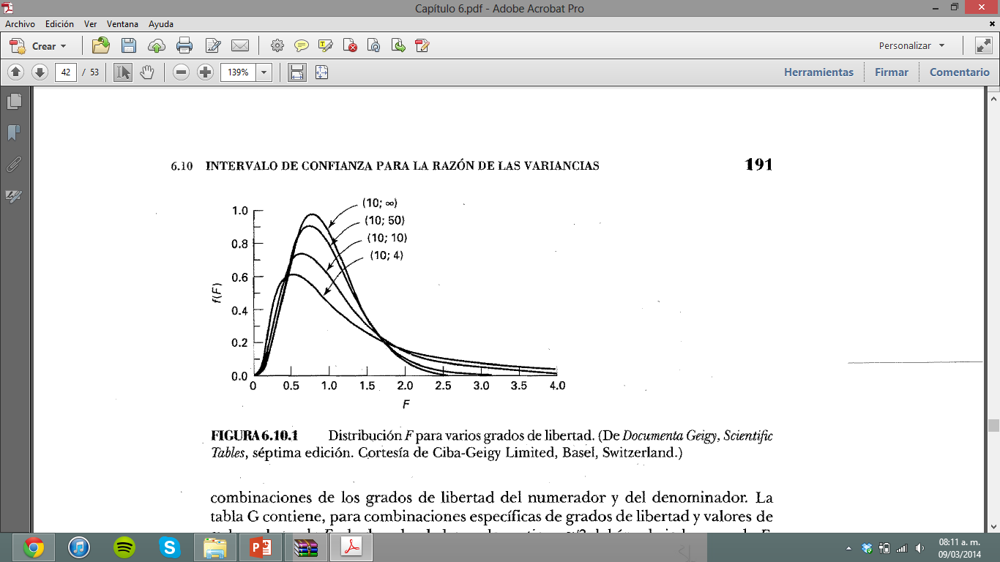 Capítulo 6.pdf - Adobe Acrobat Pro
Archivo Edición Ver Ventana Ayuda
Crear
Personalizar
42 / 53
139%
Herramientas Firmar Comentario
6.10 INTERVALO DE CONFIANZA PARA LA RAZÓN DE LAS VARIANCIAS 191
(10; ∞)
(10; 50)
(10; 10)
(10; 4)
1.0
0.8
0.6
0.4
0.2
0.0
f(F)
0 0.5 1.0 1.5 2.0 2.5 3.0 3.5 4.0
F
FIGURA 6.10.1 Distribución F para varios grados de libertad. (De Documenta Geigy, Scientific
Tables, séptima edición. Cortesía de Ciba-Geigy Limited, Basel, Switzerland.)
combinaciones de los grados de libertad del numerador y del denominador. La
tabla G contiene, para combinaciones específicas de grados de libertad y valores de
08:11 a. m.
09/03/2014